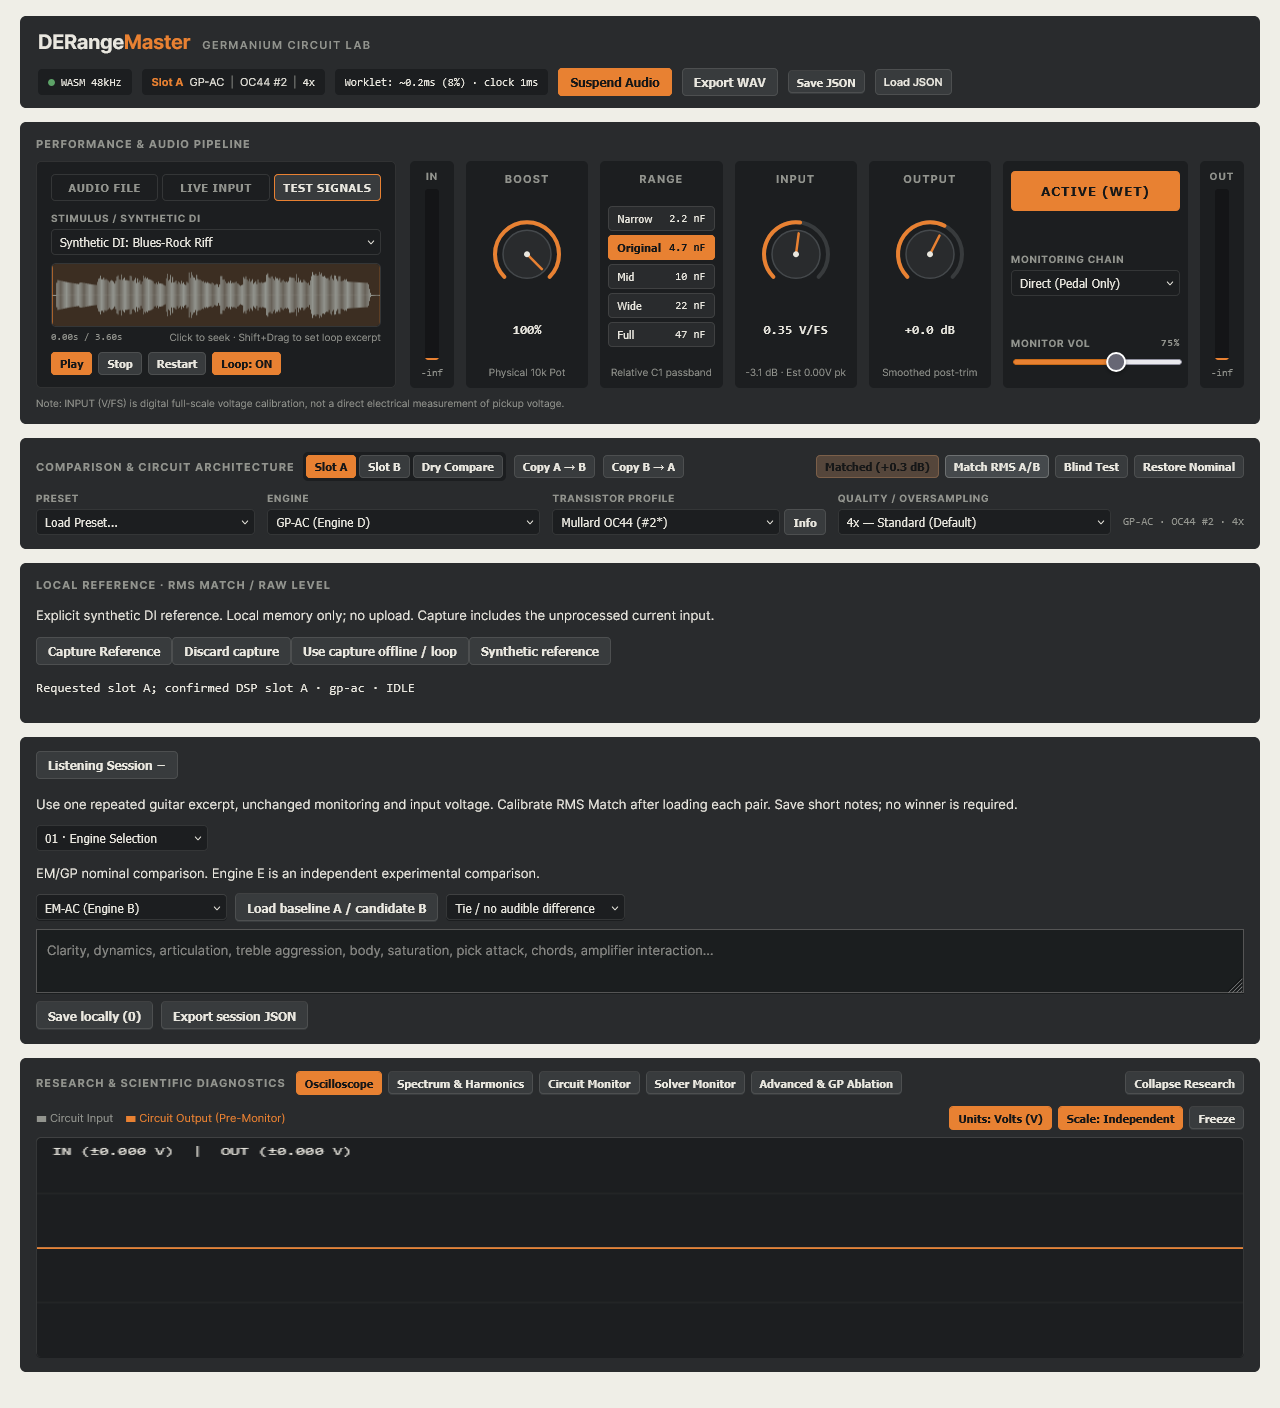 DERangeMaster GERMANIUM CIRCUIT LAB
WASM 48kHz Slot A GP-AC | OC44 #2 | 4x Worklet: ~0.2ms (8%) · clock 1ms Suspend Audio Export WAV Save JSON Load JSON
PERFORMANCE & AUDIO PIPELINE
AUDIO FILE LIVE INPUT TEST SIGNALS
STIMULUS / SYNTHETIC DI
Synthetic DI: Blues-Rock Riff
0.00s / 3.60s Click to seek · Shift+Drag to set loop excerpt
Play Stop Restart Loop: ON
IN
-inf
BOOST
100%
Physical 10k Pot
RANGE
Narrow 2.2 nF
Original 4.7 nF
Mid 10 nF
Wide 22 nF
Full 47 nF
Relative C1 passband
INPUT
0.35 V/FS
-3.1 dB · Est 0.00V pk
OUTPUT
+0.0 dB
Smoothed post-trim
ACTIVE (WET)
MONITORING CHAIN
Direct (Pedal Only)
MONITOR VOL 75%
OUT
-inf
Note: INPUT (V/FS) is digital full-scale voltage calibration, not a direct electrical measurement of pickup voltage.
COMPARISON & CIRCUIT ARCHITECTURE Slot A Slot B Dry Compare Copy A → B Copy B → A Matched (+0.3 dB) Match RMS A/B Blind Test Restore Nominal
PRESET ENGINE TRANSISTOR PROFILE QUALITY / OVERSAMPLING
Load Preset... GP-AC (Engine D) Mullard OC44 (#2*) Info 4x — Standard (Default) GP-AC · OC44 #2 · 4x
LOCAL REFERENCE · RMS MATCH / RAW LEVEL
Explicit synthetic DI reference. Local memory only; no upload. Capture includes the unprocessed current input.
Capture Reference Discard capture Use capture offline / loop Synthetic reference
Requested slot A; confirmed DSP slot A · gp-ac · IDLE
Listening Session −
Use one repeated guitar excerpt, unchanged monitoring and input voltage. Calibrate RMS Match after loading each pair. Save short notes; no winner is required.
01 · Engine Selection
EM/GP nominal comparison. Engine E is an independent experimental comparison.
EM-AC (Engine B) Load baseline A / candidate B Tie / no audible difference
Clarity, dynamics, articulation, treble aggression, body, saturation, pick attack, chords, amplifier interaction...
Save locally (0) Export session JSON
RESEARCH & SCIENTIFIC DIAGNOSTICS Oscilloscope Spectrum & Harmonics Circuit Monitor Solver Monitor Advanced & GP Ablation Collapse Research
Circuit Input Circuit Output (Pre-Monitor) Units: Volts (V) Scale: Independent Freeze
IN (±0.000 V) | OUT (±0.000 V)